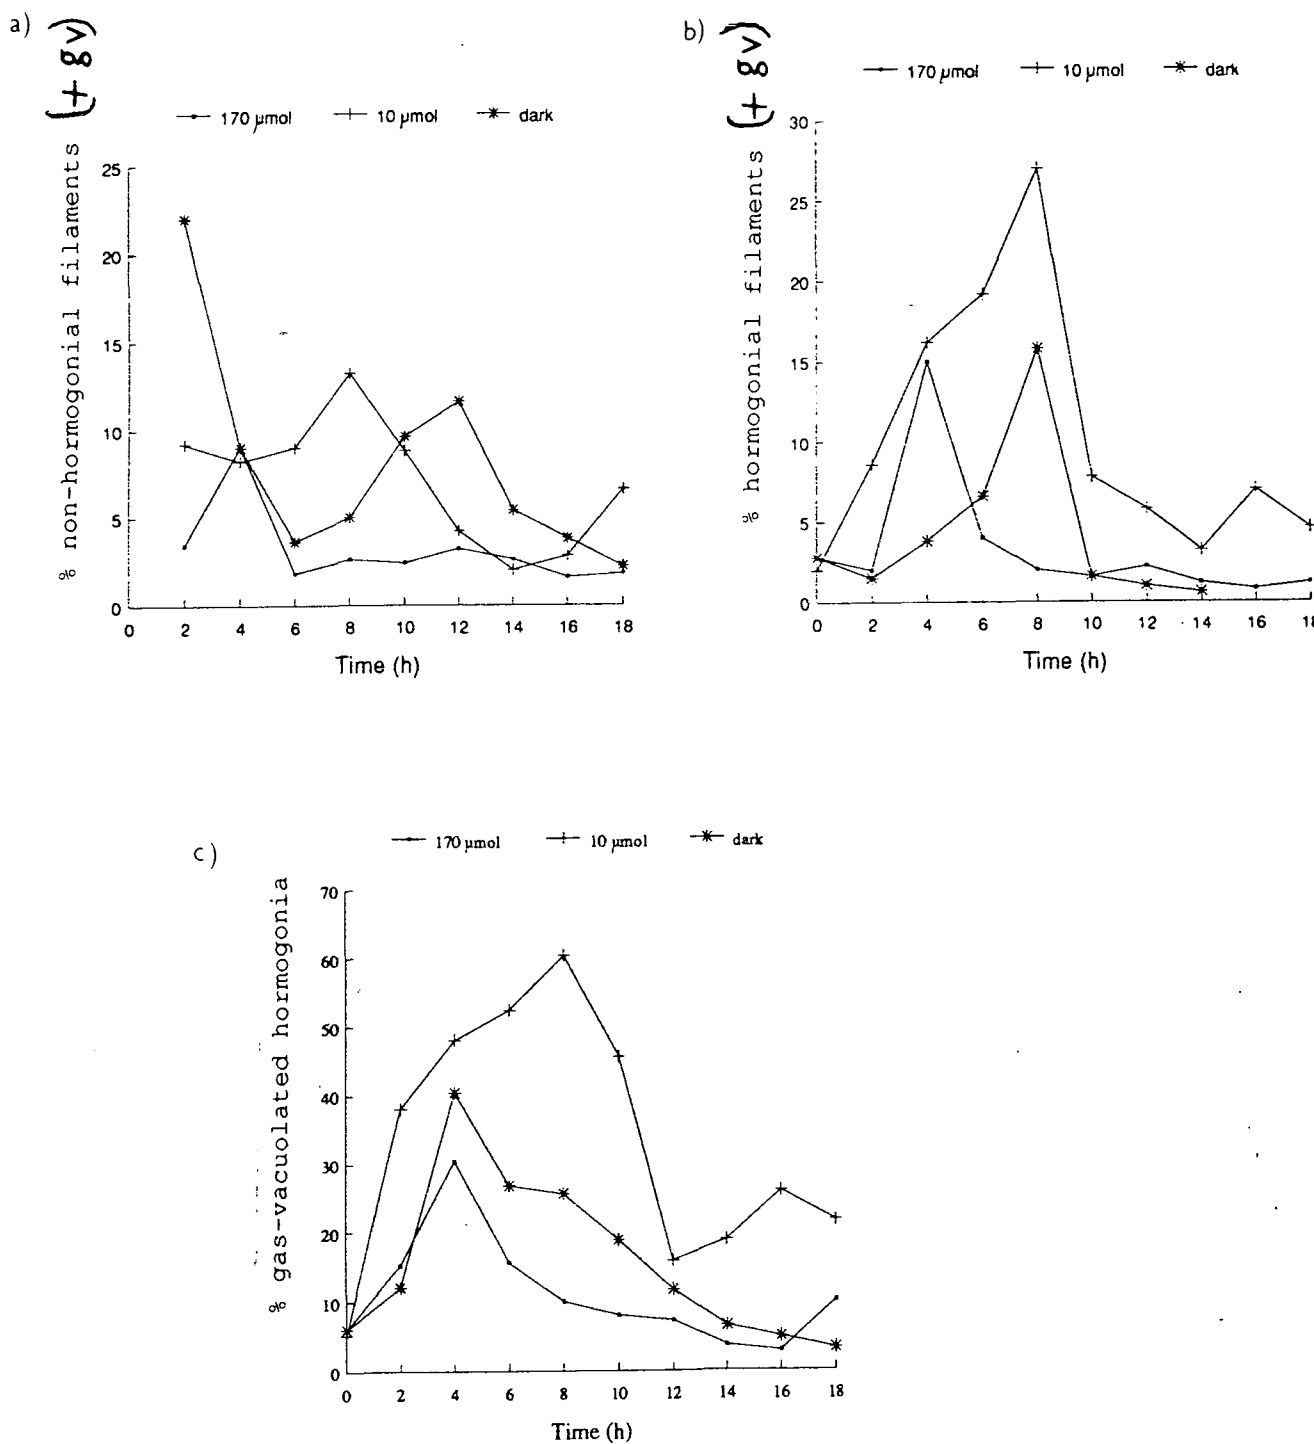 a)
(+ gv)
170 µmol 10 µmol dark
% non-hormogonial filaments
25
20
15
10
5
0
0 2 4 6 8 10 12 14 16 18
Time (h)
b)
(+ gv)
170 µmol 10 µmol dark
% hormogonial filaments
30
25
20
15
10
5
0
0 2 4 6 8 10 12 14 16 18
Time (h)
c)
170 µmol 10 µmol dark
% gas-vacuolated hormogonia
70
60
50
40
30
20
10
0
0 2 4 6 8 10 12 14 16 18
Time (h)